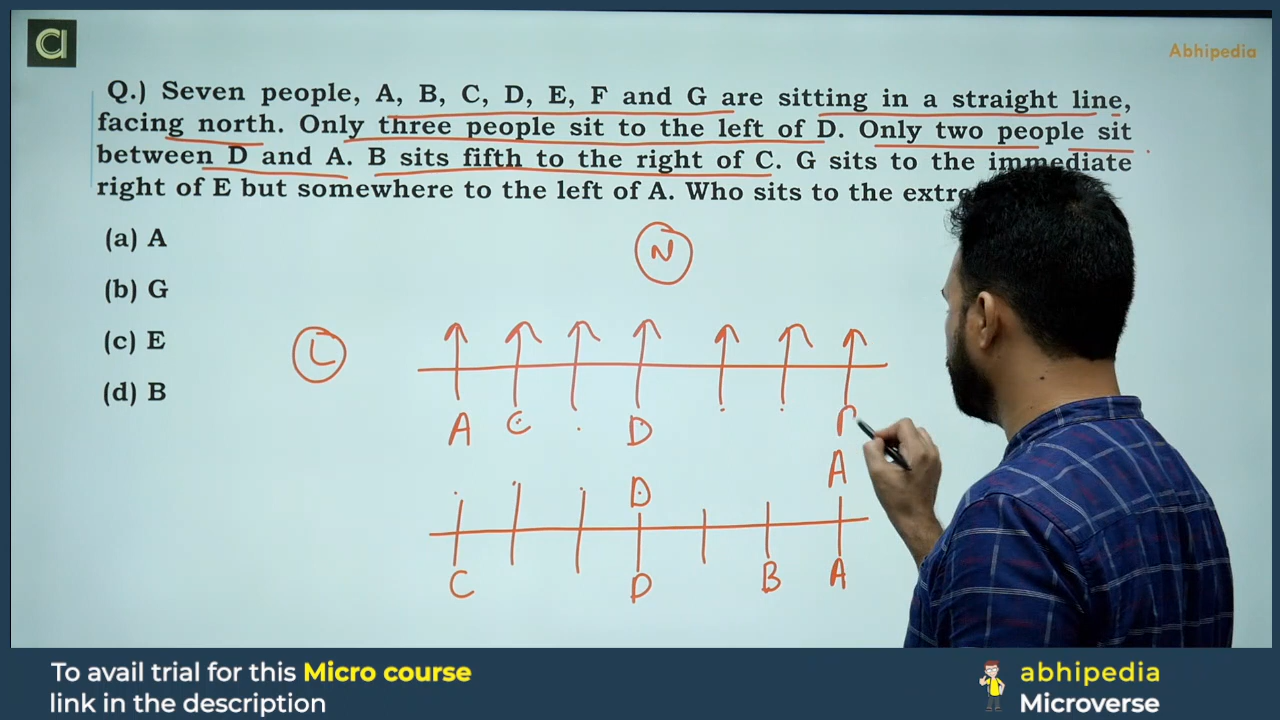 Abhipedia
Q.) Seven people, A, B, C, D, E, F and G are sitting in a straight line,
facing north. Only three people sit to the left of D. Only two people sit
between D and A. B sits fifth to the right of C. G sits to the immediate
right of E but somewhere to the left of A. Who sits to the
(a) A
(b) G
(c) E
(d) B
N
L
A C D
D A
C D B A
To avail trial for this Micro course
link in the description
abhipedia
Microverse